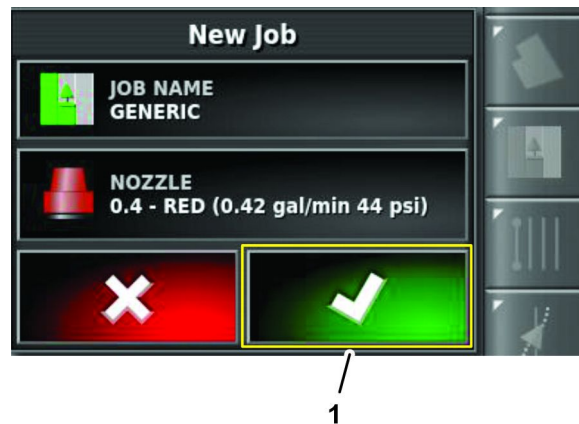 New Job
JOB NAME
GENERIC
NOZZLE
0.4 - RED (0.42 gal/min 44 psi)
1